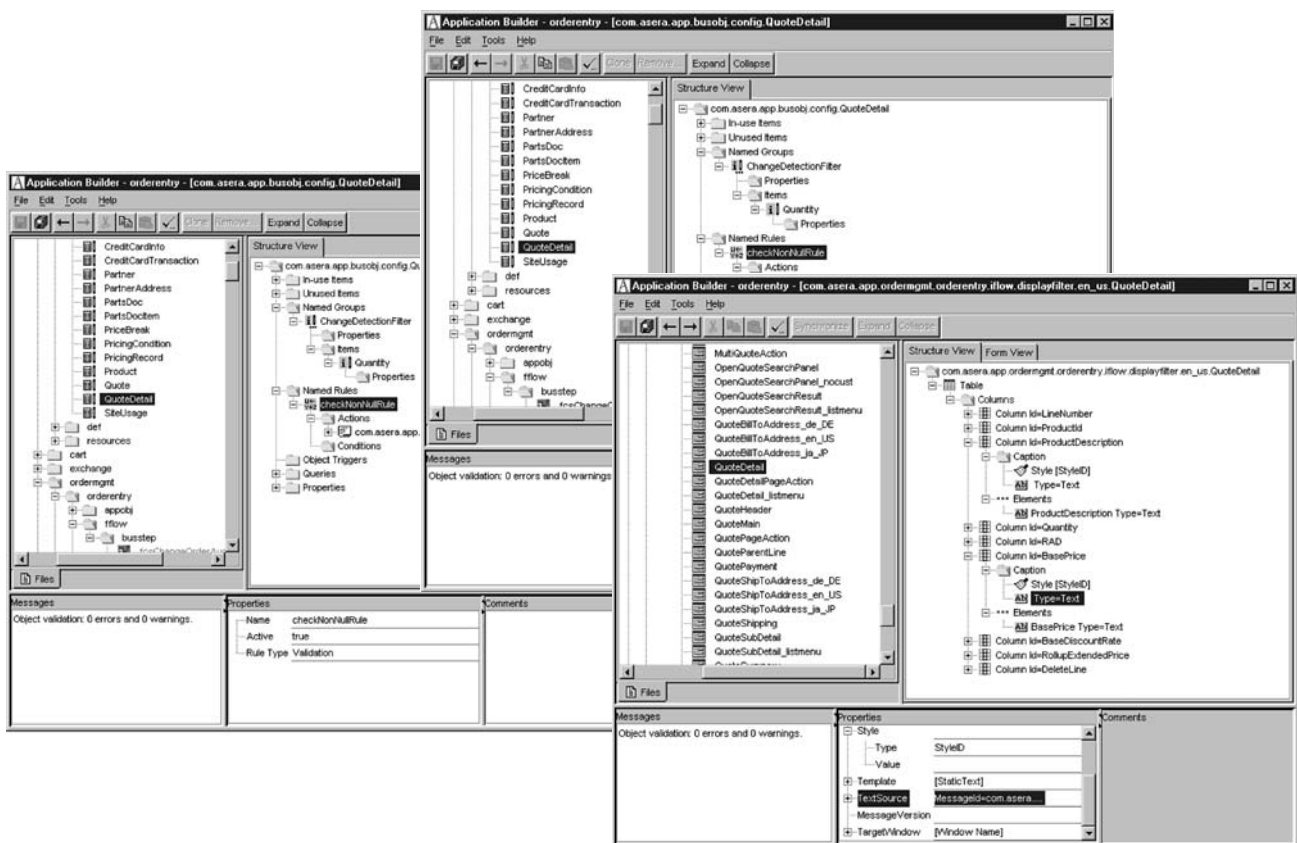 Application Builder - orderentry - [com.asera.app.busobj.config.QuoteDetail]
File Edit Tools Help
Clone Remove... Expand Collapse
CreditCardInfo
CreditCardTransaction
Partner
PartnerAddress
PartsDoc
PartsDocItem
PriceBreak
PricingCondition
PricingRecord
Product
Quote
QuoteDetail
SiteUsage
def
resources
cart
exchange
ordermgmt
orderentry
appobj
fflow
busstep
Files
Structure View
com.asera.app.busobj.config.QuoteDetail
In-use Items
Unused Items
Named Groups
ChangeDetectionFilter
Properties
Items
Quantity
Properties
Named Rules
checkNonNullRule
Actions
Messages
Object validation: 0 errors and 0 warnings
Application Builder - orderentry - [com.asera.app.busobj.config.QuoteDetail]
File Edit Tools Help
Clone Remove... Expand Collapse
CreditCardInfo
CreditCardTransaction
Partner
PartnerAddress
PartsDoc
PartsDocItem
PriceBreak
PricingCondition
PricingRecord
Product
Quote
QuoteDetail
SiteUsage
def
resources
cart
exchange
ordermgmt
orderentry
appobj
fflow
busstep
Files
Structure View
com.asera.app.busobj.config.Qu
In-use Items
Unused Items
Named Groups
ChangeDetectionFilter
Properties
Items
Quantity
Properties
Named Rules
checkNonNullRule
Actions
com.asera.app.
Conditions
Object Triggers
Queries
Properties
Messages
Object validation: 0 errors and 0 warnings.
Properties
Name checkNonNullRule
Active true
Rule Type Validation
Comments
Application Builder - orderentry - [com.asera.app.ordermgmt.orderentry.iflow.displayfilter.en_us.QuoteDetail]
File Edit Tools Help
Synchronize Expand Collapse
MultiQuoteAction
OpenQuoteSearchPanel
OpenQuoteSearchPanel_nocust
OpenQuoteSearchResult
OpenQuoteSearchResult_listmenu
QuoteBillToAddress_de_DE
QuoteBillToAddress_en_US
QuoteBillToAddress_ja_JP
QuoteDetail
QuoteDetailPageAction
QuoteDetail_listmenu
QuoteHeader
QuoteMain
QuotePageAction
QuoteParentLine
QuotePayment
QuoteShipToAddress_de_DE
QuoteShipToAddress_en_US
QuoteShipToAddress_ja_JP
QuoteShipping
QuoteSubDetail
QuoteSubDetail_listmenu
Files
Structure View Form View
com.asera.app.ordermgmt.orderentry.iflow.displayfilter.en_us.QuoteDetail
Table
Columns
Column Id=LineNumber
Column Id=ProductId
Column Id=ProductDescription
Caption
Style [StyleID]
Type=Text
Elements
ProductDescription Type=Text
Column Id=Quantity
Column Id=RAD
Column Id=BasePrice
Caption
Style [StyleID]
Type=Text
Elements
BasePrice Type=Text
Column Id=BaseDiscountRate
Column Id=RollupExtendedPrice
Column Id=DeleteLine
Messages
Object validation: 0 errors and 0 warnings.
Properties
Style
Type StyleID
Value
Template [StaticText]
TextSource MessageId=com.asera....
MessageVersion
TargetWindow [Window Name]
Comments